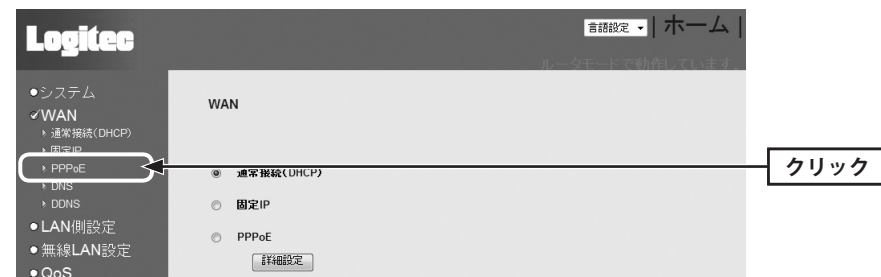 Logitec
言語設定 | ホーム |
ルータモードで動作しています。
●システム
WAN
通常接続(DHCP)
固定IP
PPPoE
DNS
DDNS
●LAN側設定
●無線LAN設定
●QoS
WAN
通常接続(DHCP)
固定IP
PPPoE
詳細設定
クリック